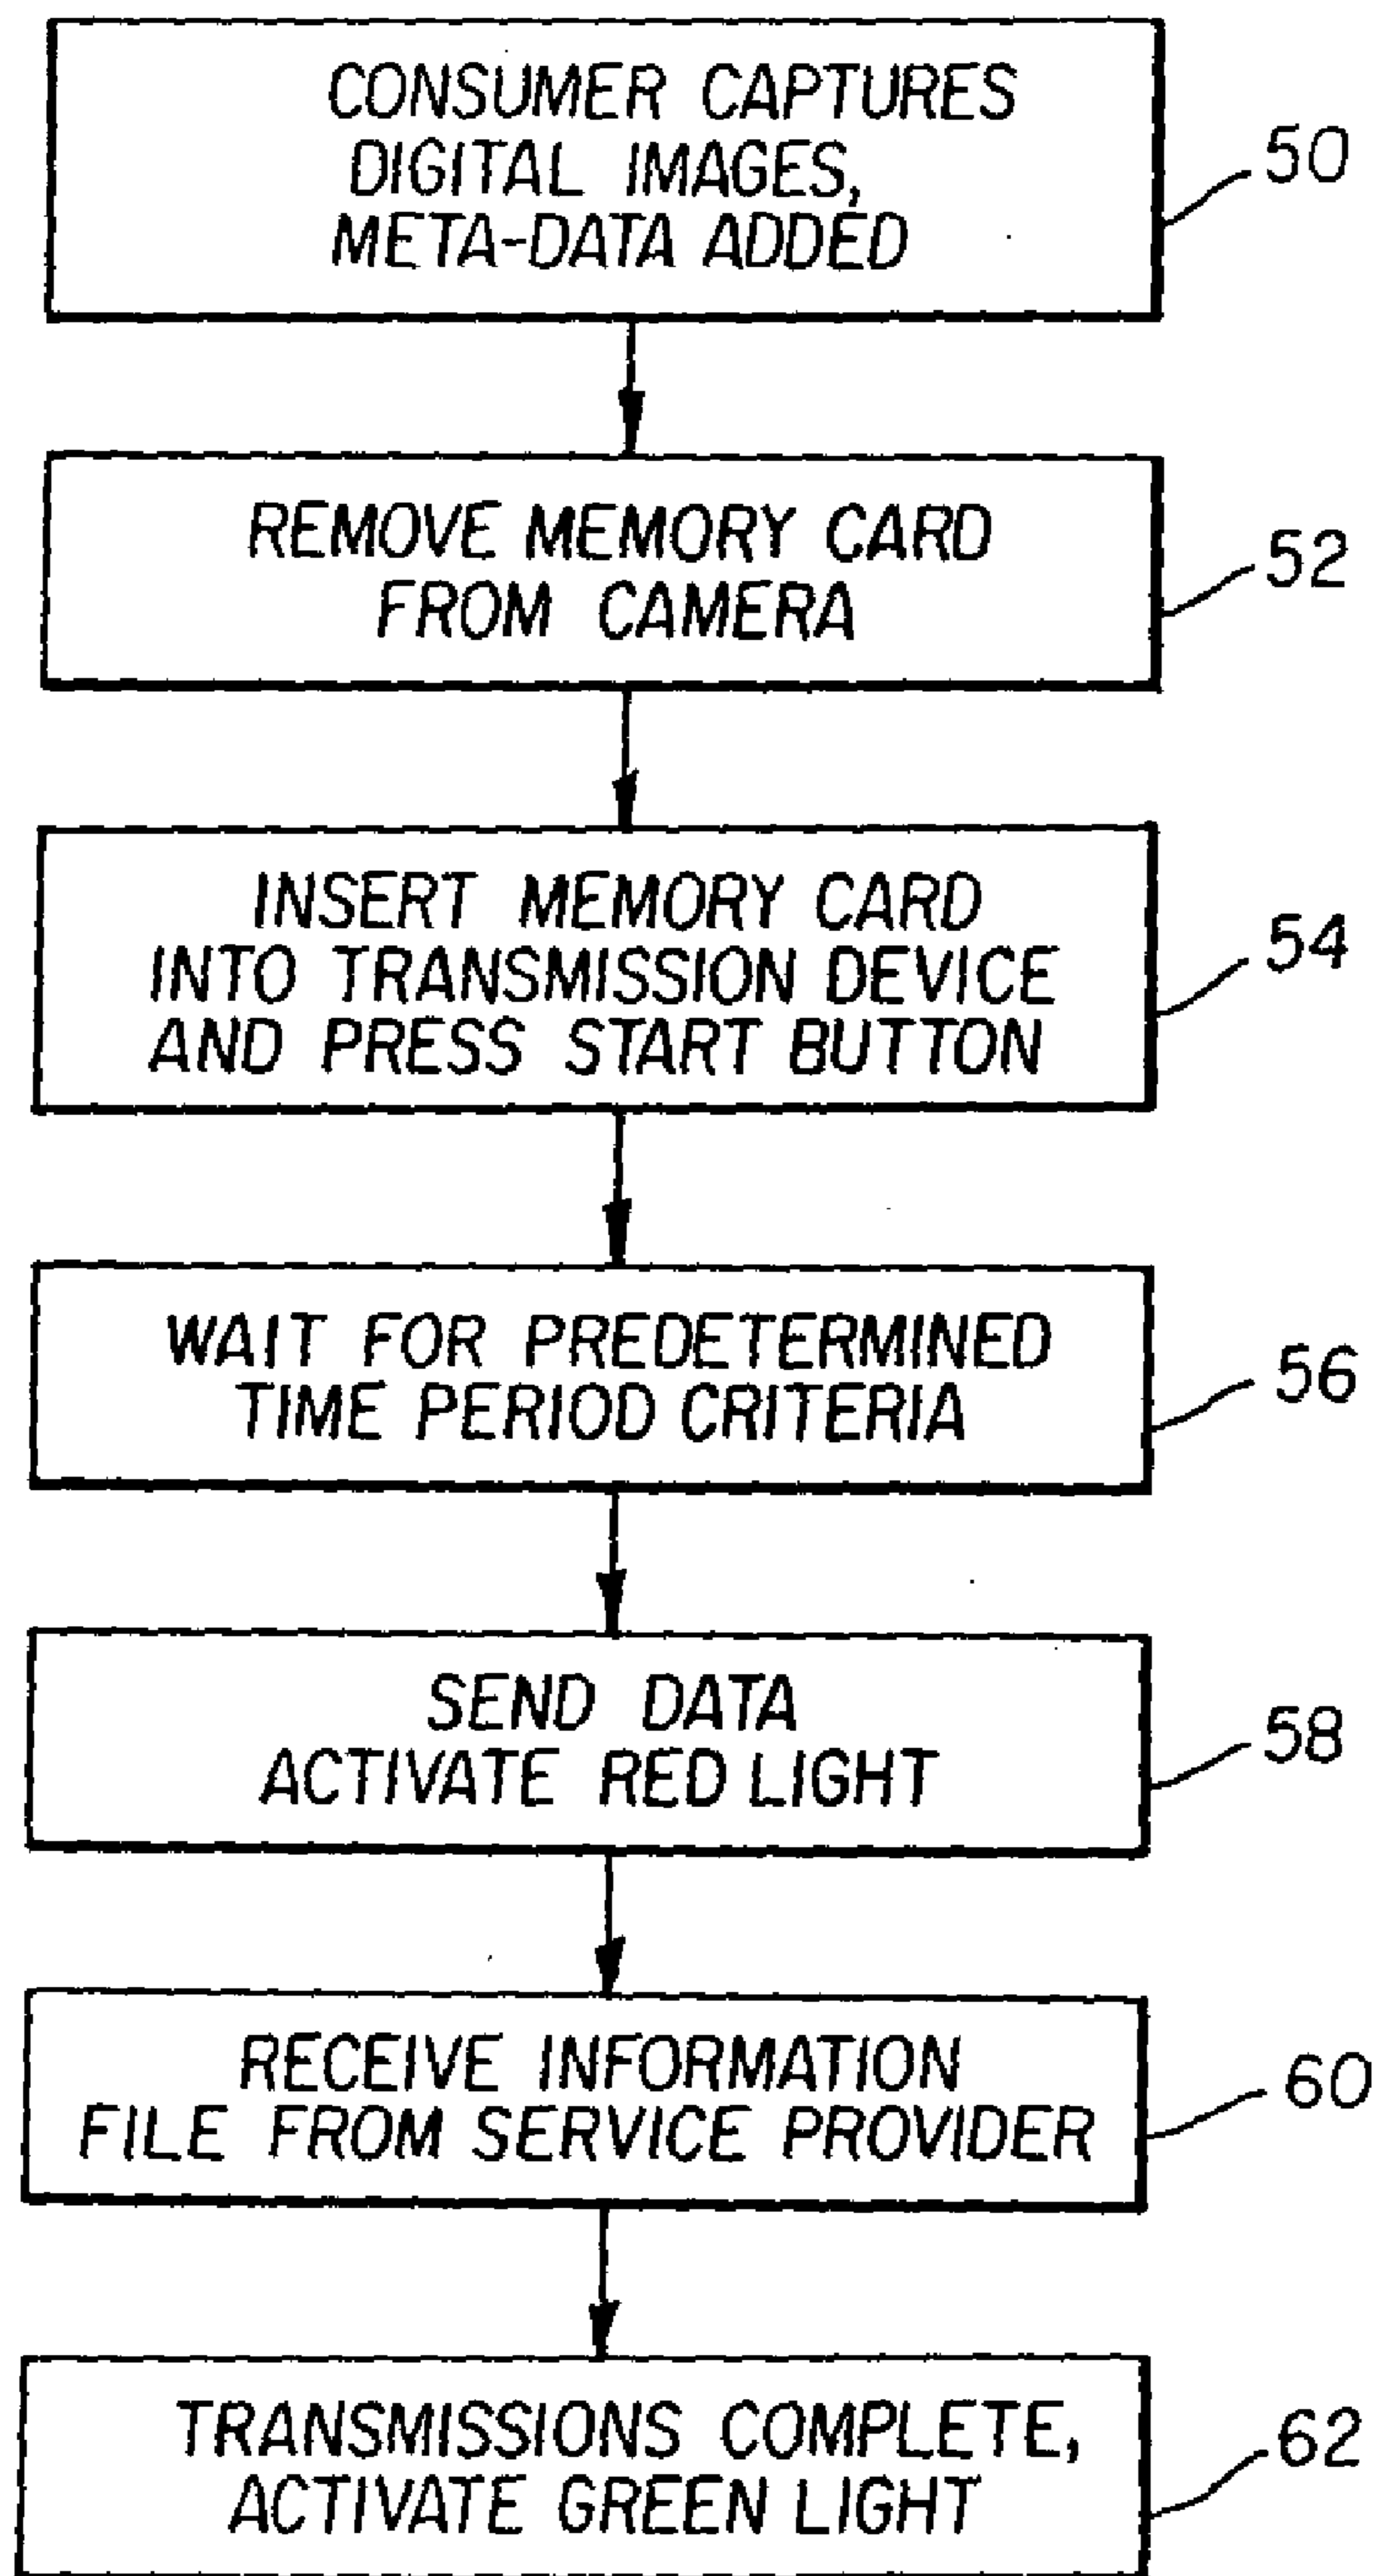 CONSUMER CAPTURES
DIGITAL IMAGES,
META-DATA ADDED
50
REMOVE MEMORY CARD
FROM CAMERA
52
INSERT MEMORY CARD
INTO TRANSMISSION DEVICE
AND PRESS START BUTTON
54
WAIT FOR PREDETERMINED
TIME PERIOD CRITERIA
56
SEND DATA
ACTIVATE RED LIGHT
58
RECEIVE INFORMATION
FILE FROM SERVICE PROVIDER
60
TRANSMISSIONS COMPLETE,
ACTIVATE GREEN LIGHT
62